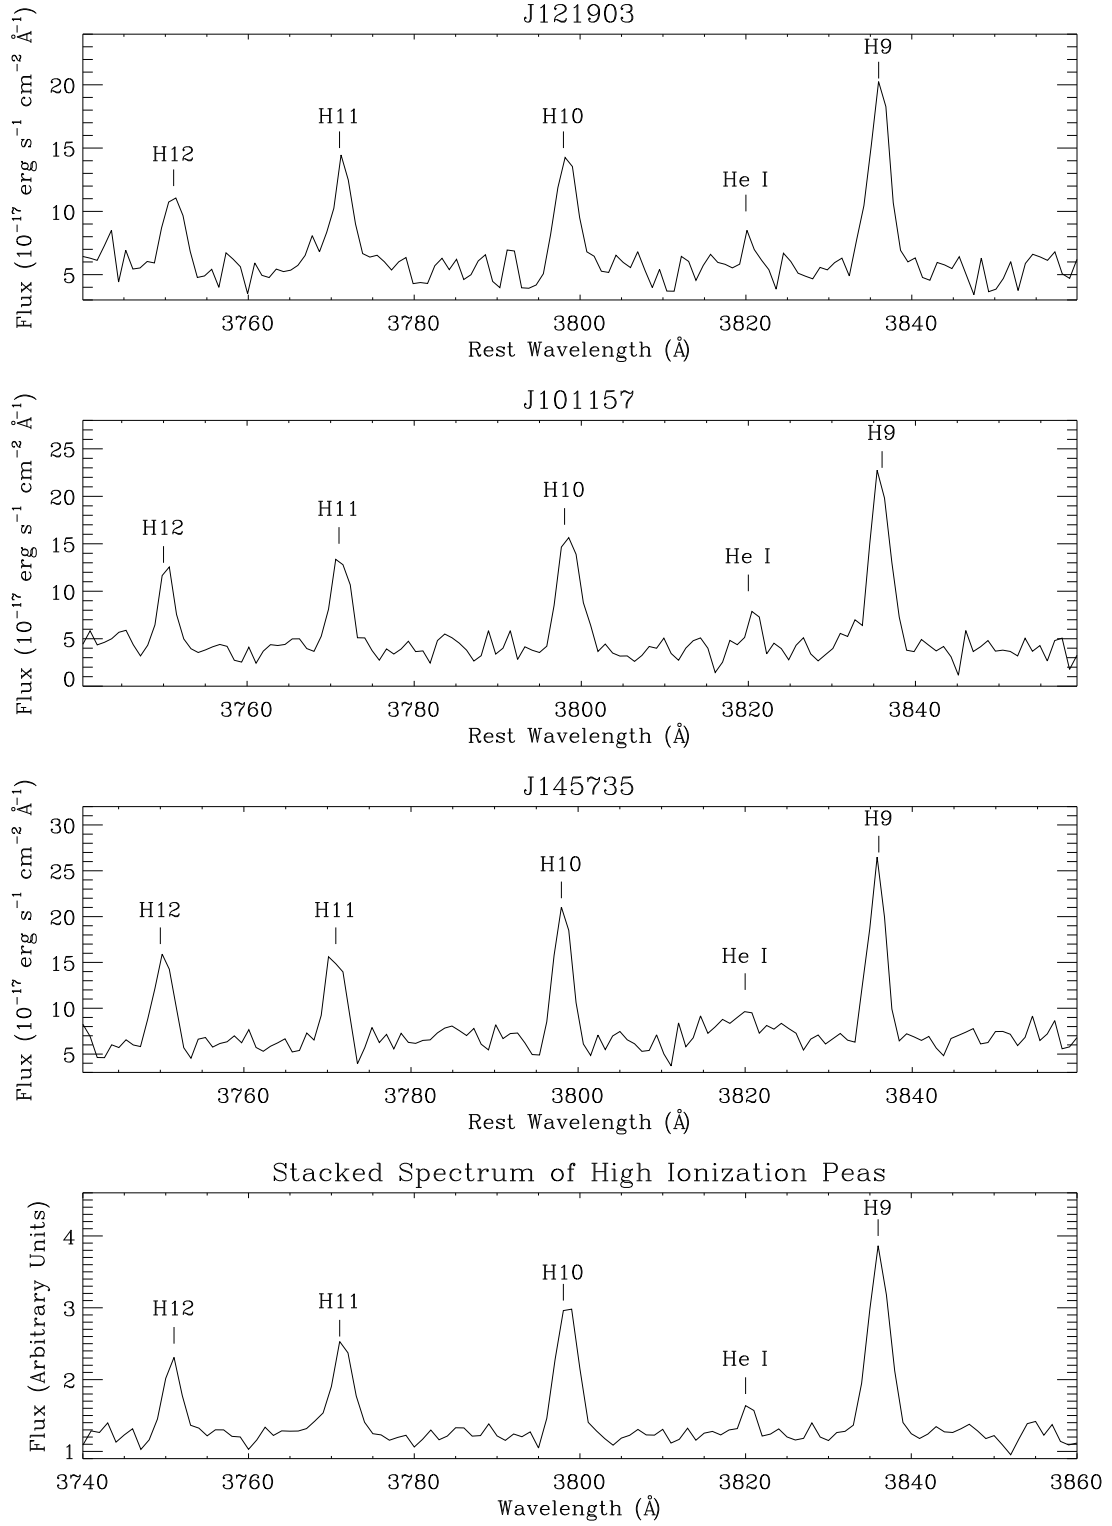 J121903
Flux (10⁻¹⁷ erg s⁻¹ cm⁻² Å⁻¹)
20
15
10
5
H12
H11
H10
He I
H9
3760 3780 3800 3820 3840
Rest Wavelength (Å)
J101157
Flux (10⁻¹⁷ erg s⁻¹ cm⁻² Å⁻¹)
25
20
15
10
5
0
H12
H11
H10
He I
H9
3760 3780 3800 3820 3840
Rest Wavelength (Å)
J145735
Flux (10⁻¹⁷ erg s⁻¹ cm⁻² Å⁻¹)
30
25
20
15
10
5
H12
H11
H10
He I
H9
3760 3780 3800 3820 3840
Rest Wavelength (Å)
Stacked Spectrum of High Ionization Peas
Flux (Arbitrary Units)
4
3
2
1
H12
H11
H10
He I
H9
3740 3760 3780 3800 3820 3840 3860
Wavelength (Å)